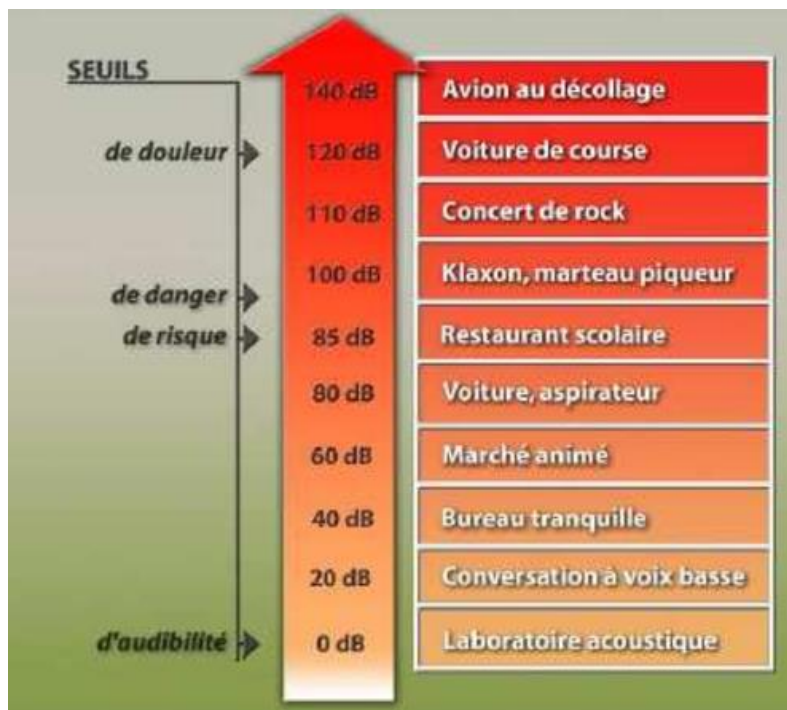 SEUILS
140 dB Avion au décollage
de douleur 120 dB Voiture de course
110 dB Concert de rock
100 dB Klaxon, marteau piqueur
de danger
de risque 85 dB Restaurant scolaire
80 dB Voiture, aspirateur
60 dB Marché animé
40 dB Bureau tranquille
20 dB Conversation à voix basse
d'audibilité 0 dB Laboratoire acoustique